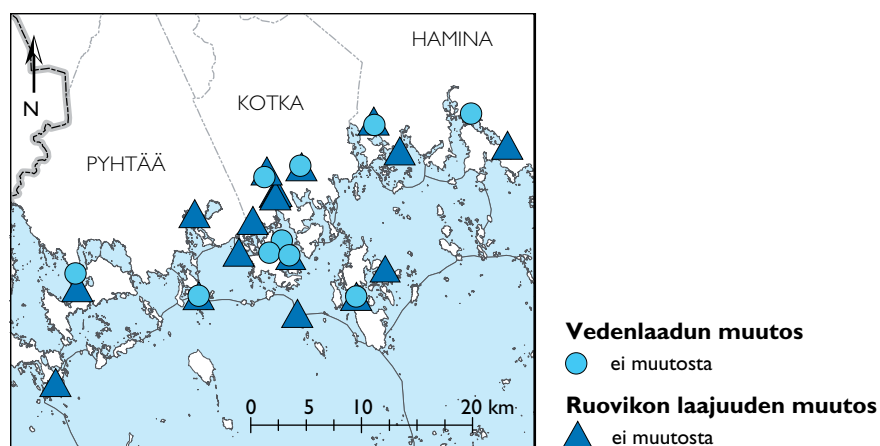 HAMINA
N
KOTKA
PYHTÄÄ
0 5 10 20 km
Vedenlaadun muutos
ei muutosta
Ruovikon laajuuden muutos
ei muutosta